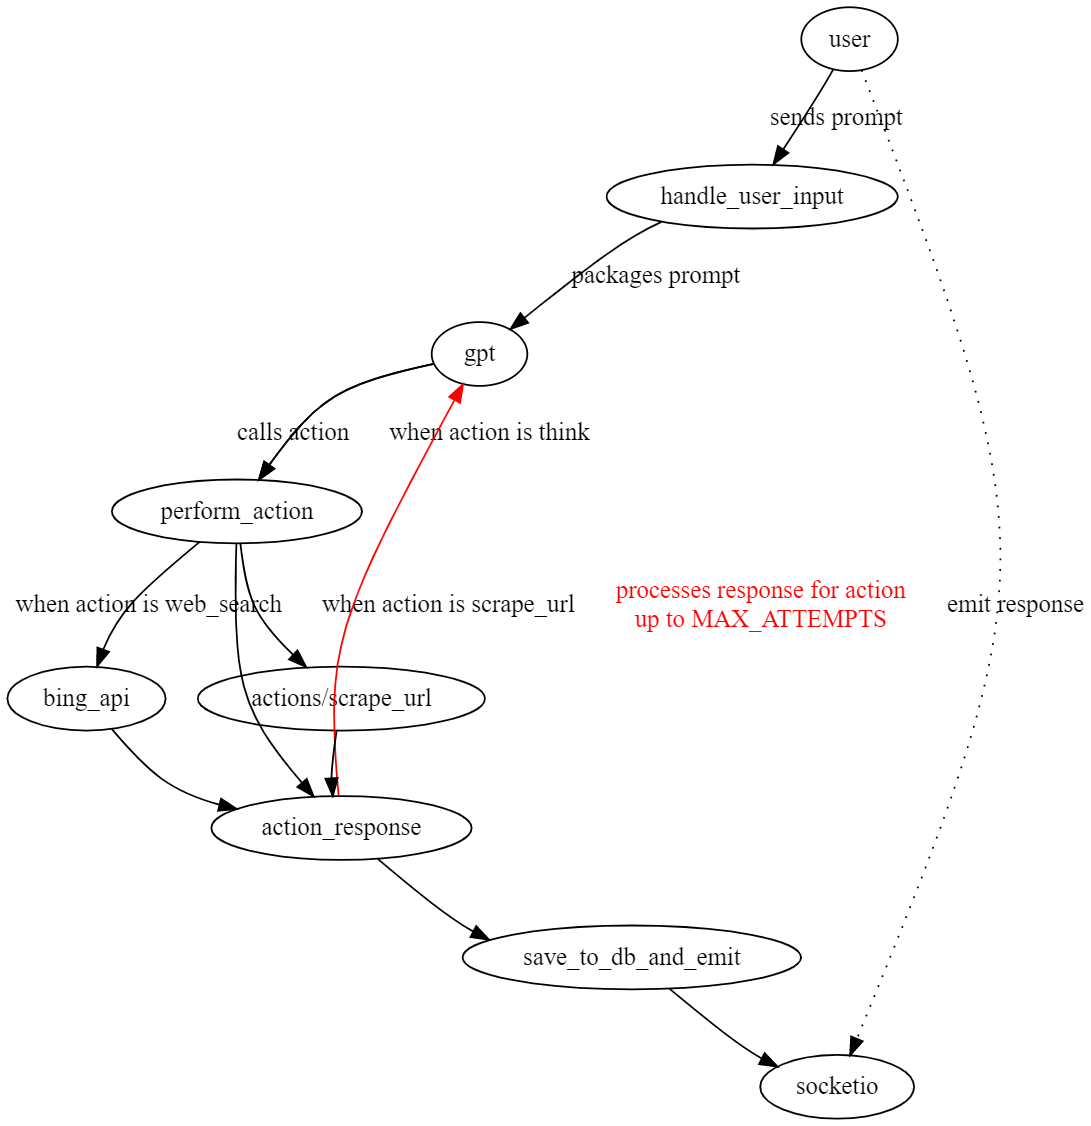 user
sends prompt
handle_user_input
packages prompt
gpt
calls action
when action is think
perform_action
when action is web_search
when action is scrape_url
processes response for action
up to MAX_ATTEMPTS
emit response
bing_api
actions/scrape_url
action_response
save_to_db_and_emit
socketio